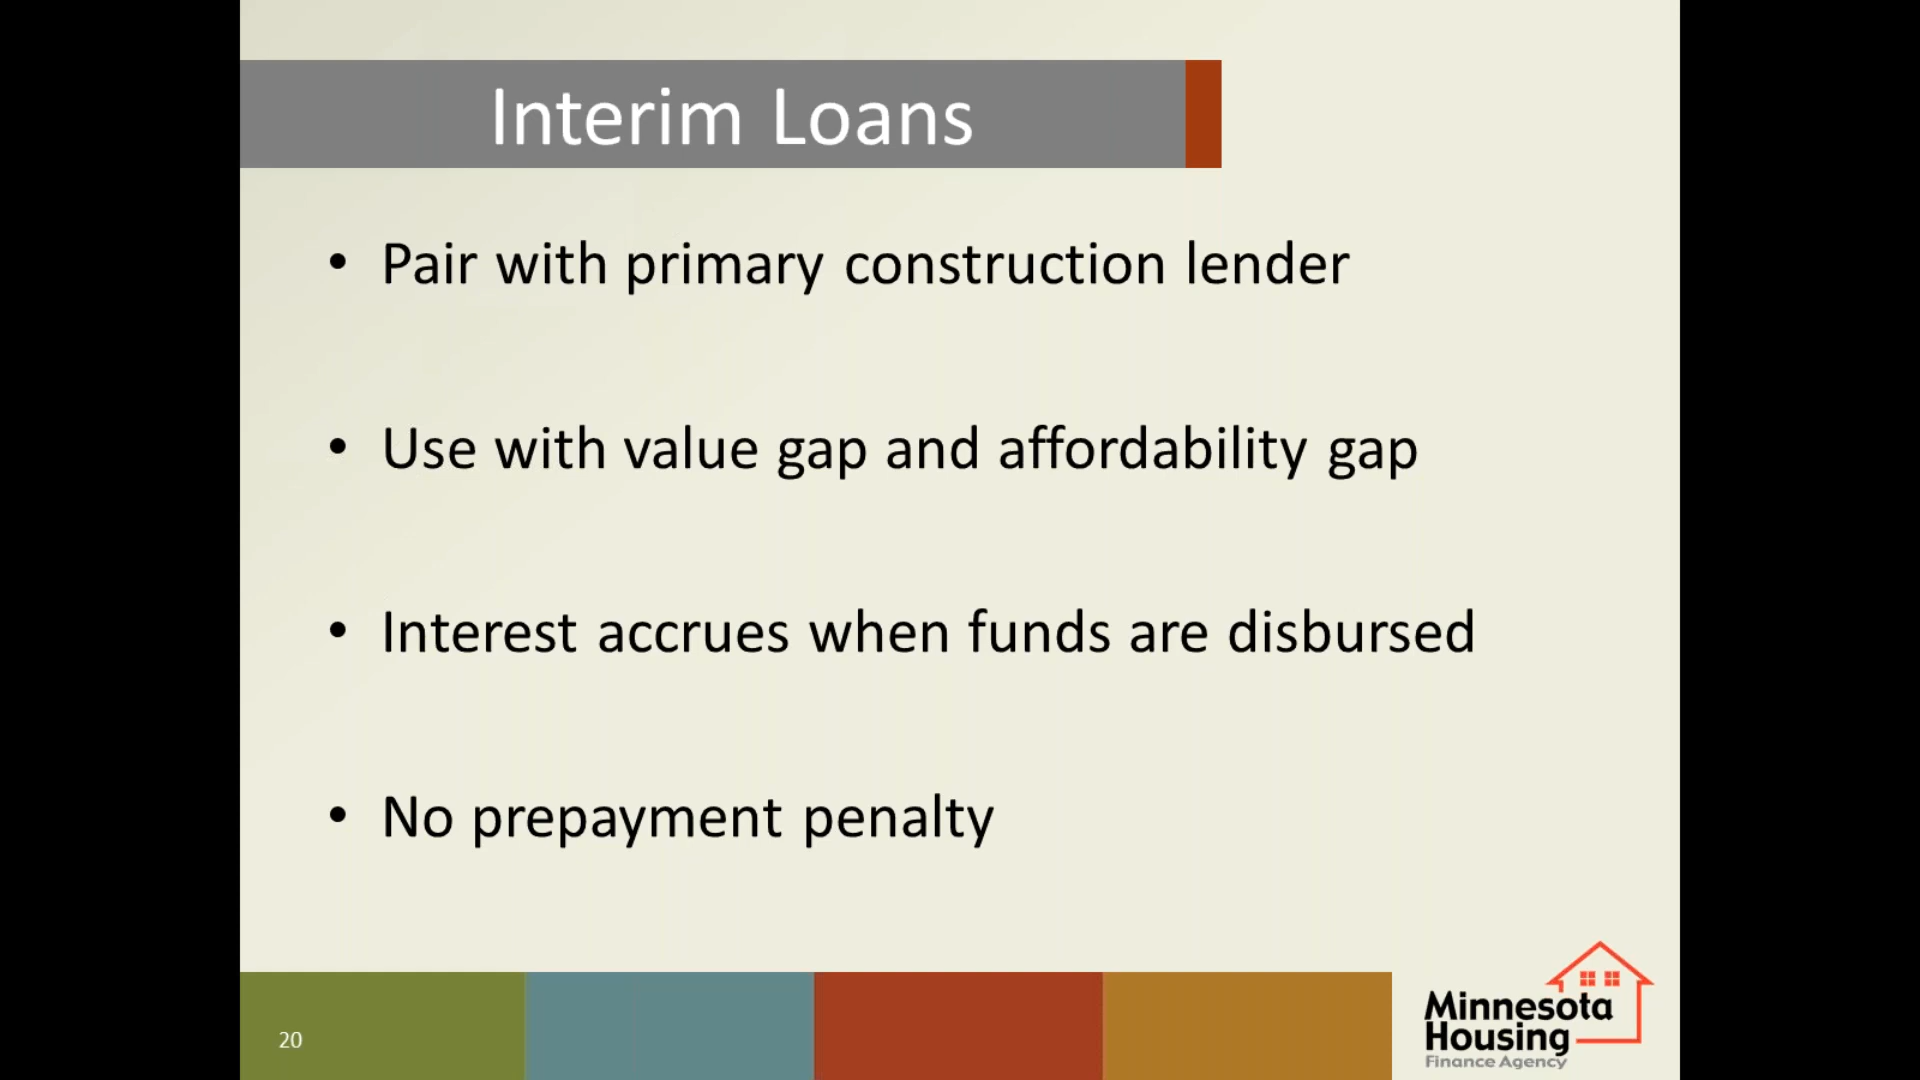 Interim Loans
• Pair with primary construction lender
• Use with value gap and affordability gap
• Interest accrues when funds are disbursed
• No prepayment penalty
20
Minnesota
Housing
Finance Agency